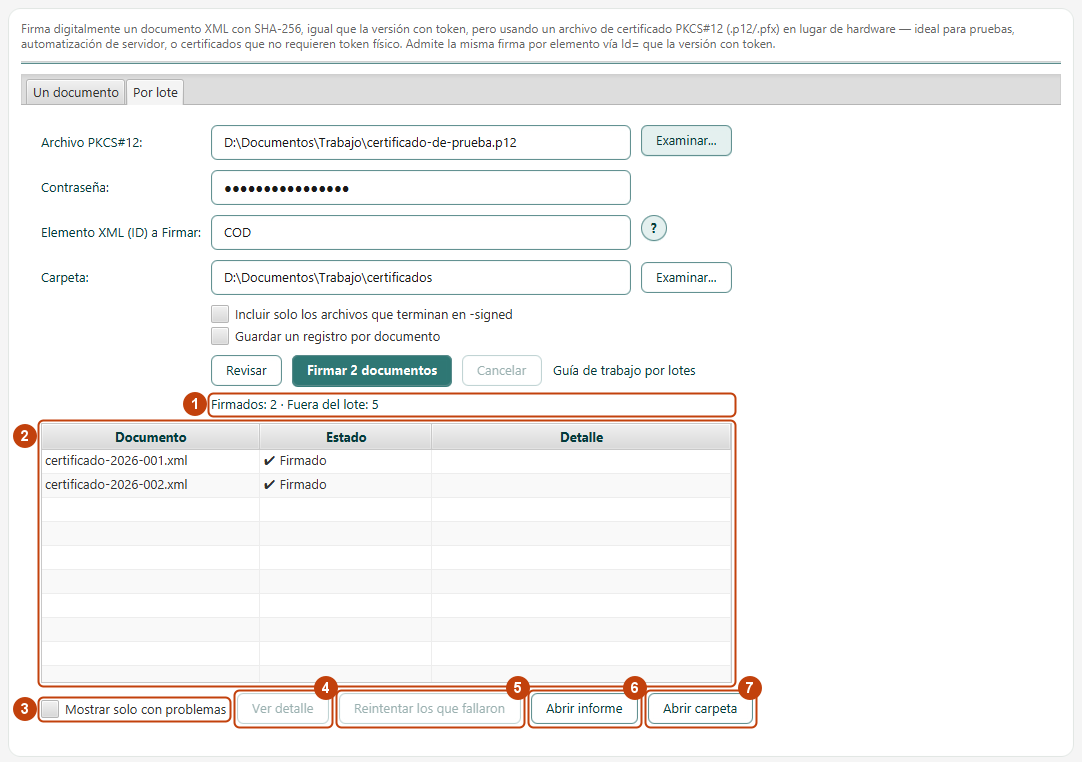 Firma digitalmente un documento XML con SHA-256, igual que la versión con token, pero usando un archivo de certificado PKCS#12 (.p12/.pfx) en lugar de hardware — ideal para pruebas,
automatización de servidor, o certificados que no requieren token físico. Admite la misma firma por elemento vía Id= que la versión con token.
Un documento Por lote
Archivo PKCS#12: D:\Documentos\Trabajo\certificado-de-prueba.p12 Examinar...
Contraseña: ●●●●●●●●●●●●●●●●
Elemento XML (ID) a Firmar: COD ?
Carpeta: D:\Documentos\Trabajo\certificados Examinar...
Incluir solo los archivos que terminan en -signed
Guardar un registro por documento
Revisar Firmar 2 documentos Cancelar Guía de trabajo por lotes
1 Firmados: 2 · Fuera del lote: 5
2 Documento Estado Detalle
certificado-2026-001.xml ✔ Firmado
certificado-2026-002.xml ✔ Firmado
3 Mostrar solo con problemas 4 Ver detalle 5 Reintentar los que fallaron 6 Abrir informe 7 Abrir carpeta